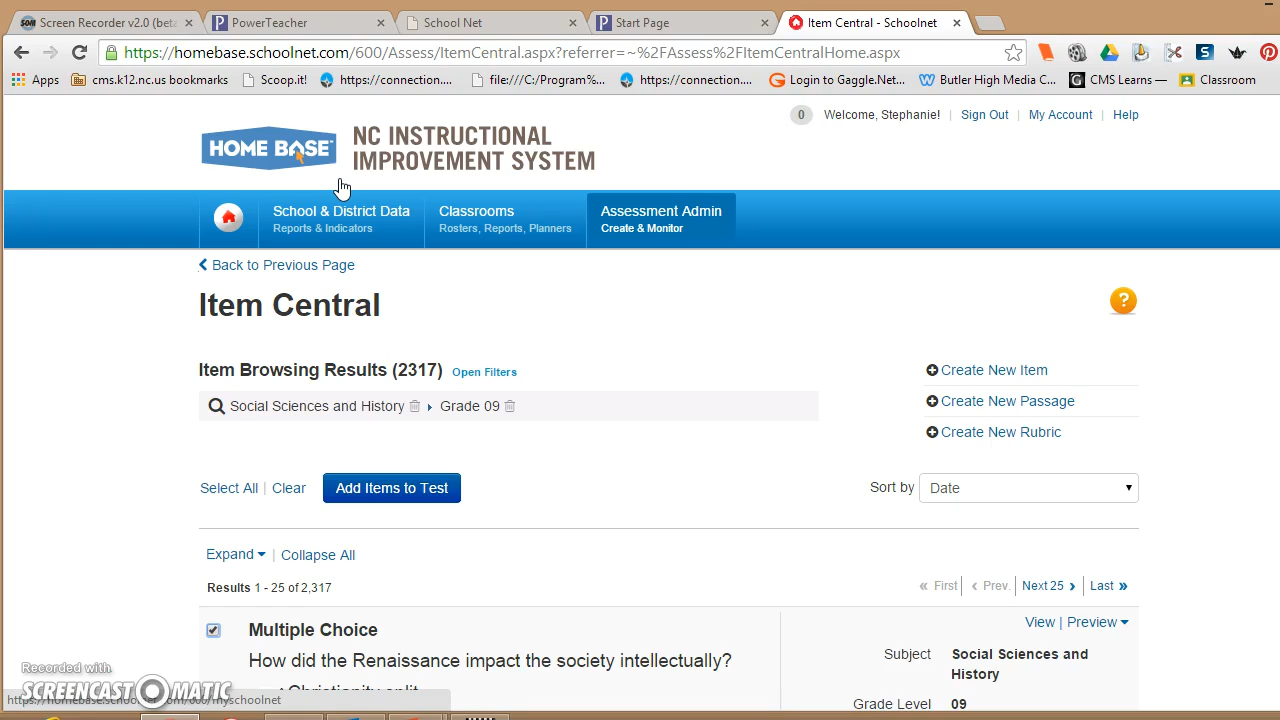 Screen Recorder v2.0 (beta
PowerTeacher
School Net
Start Page
Item Central - Schoolnet
https://homebase.schoolnet.com/600/Assess/ItemCentral.aspx?referrer=~%2FAssess%2FItemCentralHome.aspx
Apps
cms.k12.nc.us bookmarks
Scoop.it!
https://connection....
file:///C:/Program%...
https://connection....
Login to Gaggle.Net...
Butler High Media C...
CMS Learns —
Classroom
0 Welcome, Stephanie! | Sign Out | My Account | Help
HOME BASE
NC INSTRUCTIONAL
IMPROVEMENT SYSTEM
School & District Data
Reports & Indicators
Classrooms
Rosters, Reports, Planners
Assessment Admin
Create & Monitor
Back to Previous Page
Item Central
?
Item Browsing Results (2317) Open Filters
Social Sciences and History Grade 09
Create New Item
Create New Passage
Create New Rubric
Select All | Clear Add Items to Test
Sort by Date
Expand | Collapse All
Results 1 - 25 of 2,317
« First | ‹ Prev. | Next 25 › | Last »
Multiple Choice
How did the Renaissance impact the society intellectually?
View | Preview
Subject Social Sciences and
History
Grade Level 09
Recorded with
SCREENCAST MATIC
https://homebase.schoolnet.com/600/myschoolnet